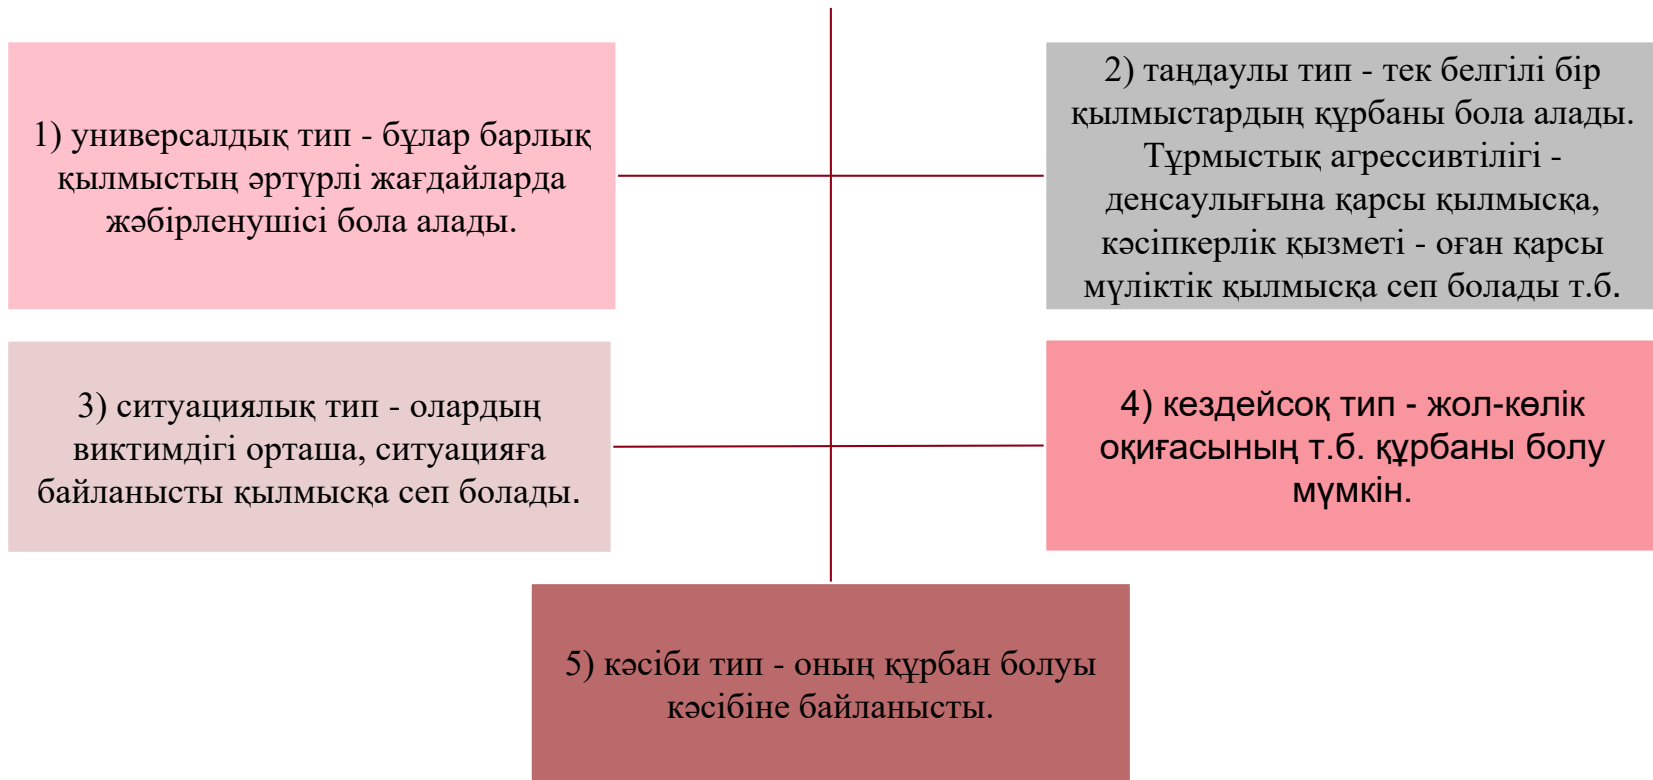 1) универсалдық тип - бұлар барлық
қылмыстың әртүрлі жағдайларда
жәбірленушісі бола алады.
2) таңдаулы тип - тек белгілі бір
қылмыстардың құрбаны бола алады.
Тұрмыстық агрессивтілігі -
денсаулығына қарсы қылмысқа,
кәсіпкерлік қызметі - оған қарсы
мүліктік қылмысқа сеп болады т.б.
3) ситуациялық тип - олардың
виктимдігі орташа, ситуацияға
байланысты қылмысқа сеп болады.
4) кездейсоқ тип - жол-көлік
оқиғасының т.б. құрбаны болу
мүмкін.
5) кәсіби тип - оның құрбан болуы
кәсібіне байланысты.